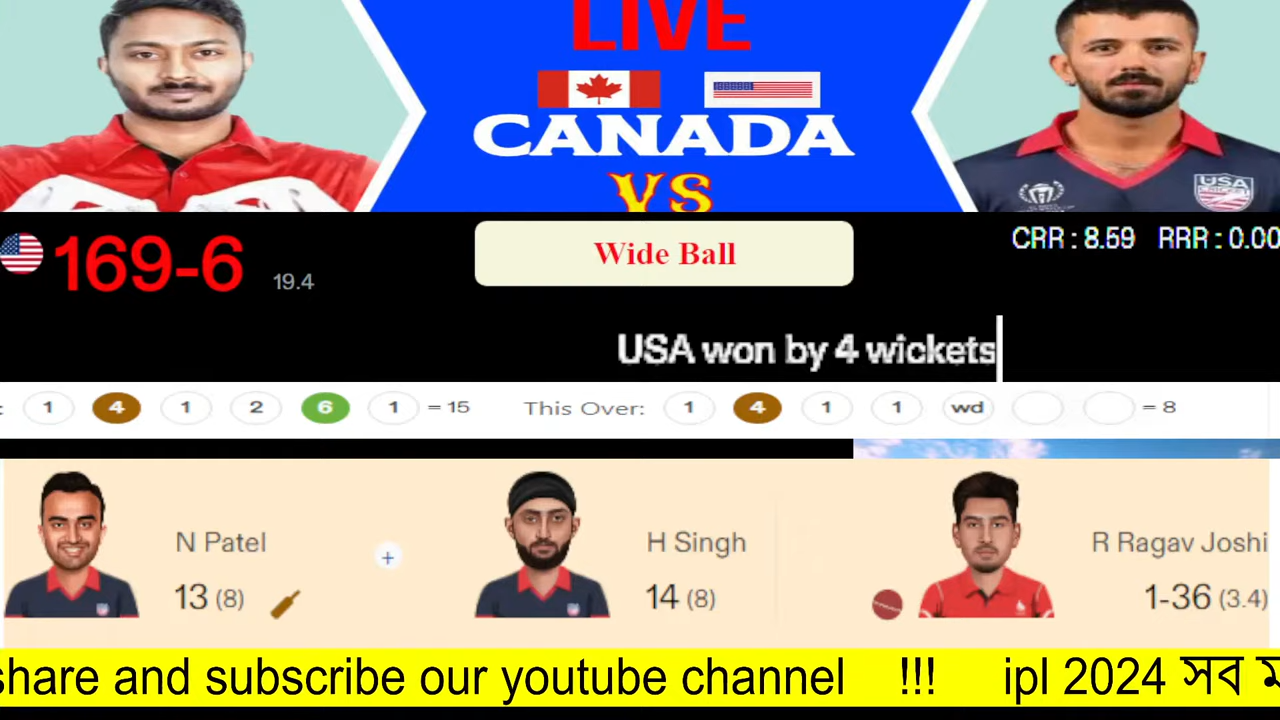 LIVE
CANADA
VS
USA
CRICKET
169-6 19.4
Wide Ball
CRR : 8.59 RRR : 0.00
USA won by 4 wickets
: 1 4 1 2 6 1 = 15 This Over: 1 4 1 1 wd = 8
N Patel
13 (8)
+
H Singh
14 (8)
R Ragav Joshi
1-36 (3.4)
share and subscribe our youtube channel !!! ipl 2024 সব